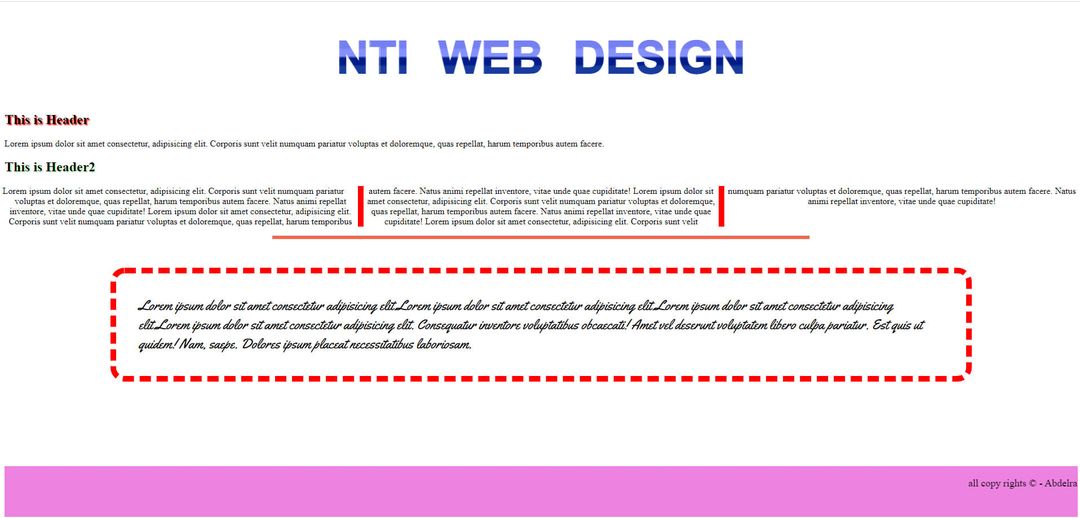 NTI WEB DESIGN
This is Header
Lorem ipsum dolor sit amet consectetur, adipisicing elit. Corporis sunt velit numquam pariatur voluptas et doloremque, quas repellat, harum temporibus autem facere.
This is Header2
Lorem ipsum dolor sit amet consectetur, adipisicing elit. Corporis sunt velit numquam pariatur
voluptas et doloremque, quas repellat, harum temporibus autem facere. Natus animi repellat
inventore, vitae unde quae cupiditate! Lorem ipsum dolor sit amet consectetur, adipisicing elit.
Corporis sunt velit numquam pariatur voluptas et doloremque, quas repellat, harum temporibus
autem facere. Natus animi repellat inventore, vitae unde quae cupiditate! Lorem ipsum dolor sit
amet consectetur, adipisicing elit. Corporis sunt velit numquam pariatur voluptas et doloremque,
quas repellat, harum temporibus autem facere. Natus animi repellat inventore, vitae unde quae
cupiditate! Lorem ipsum dolor sit amet consectetur, adipisicing elit. Corporis sunt velit
numquam pariatur voluptas et doloremque, quas repellat, harum temporibus autem facere. Natus
animi repellat inventore, vitae unde quae cupiditate!
Lorem ipsum dolor sit amet consectetur adipisicing elit.Lorem ipsum dolor sit amet consectetur adipisicing elit.Lorem ipsum dolor sit amet consectetur adipisicing
elit.Lorem ipsum dolor sit amet consectetur adipisicing elit. Consequatur inventore voluptatibus obcaecati! Amet vel deserunt voluptatem libero culpa pariatur. Est quis ut
quidem! Nam, saepe. Dolores ipsum placeat necessitatibus laboriosam.
all copy rights © - Abdelra